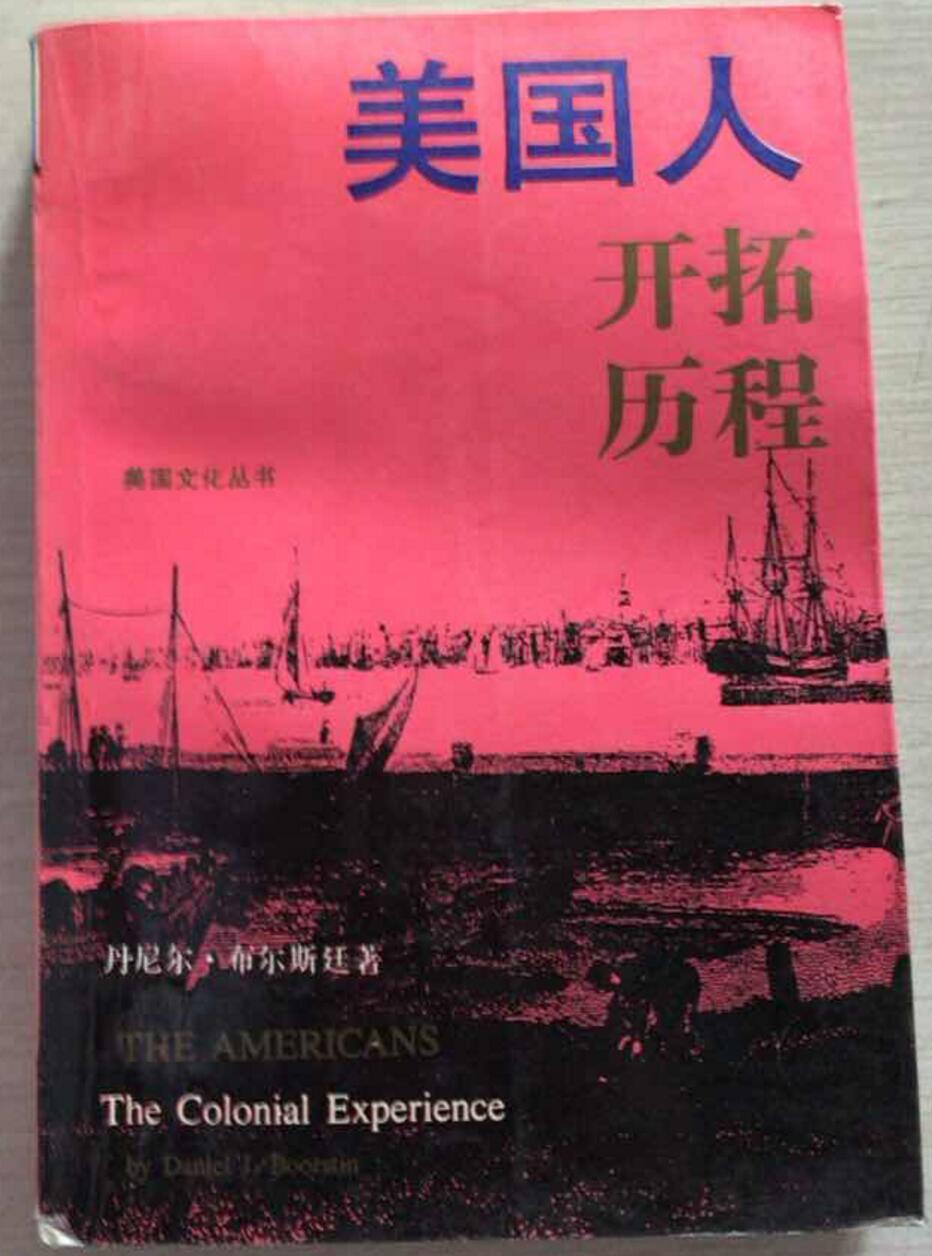 美国人
开拓
历程
美国文化丛书
丹尼尔·布尔斯廷著
THE AMERICANS
The Colonial Experience
by Daniel J. Boorstin